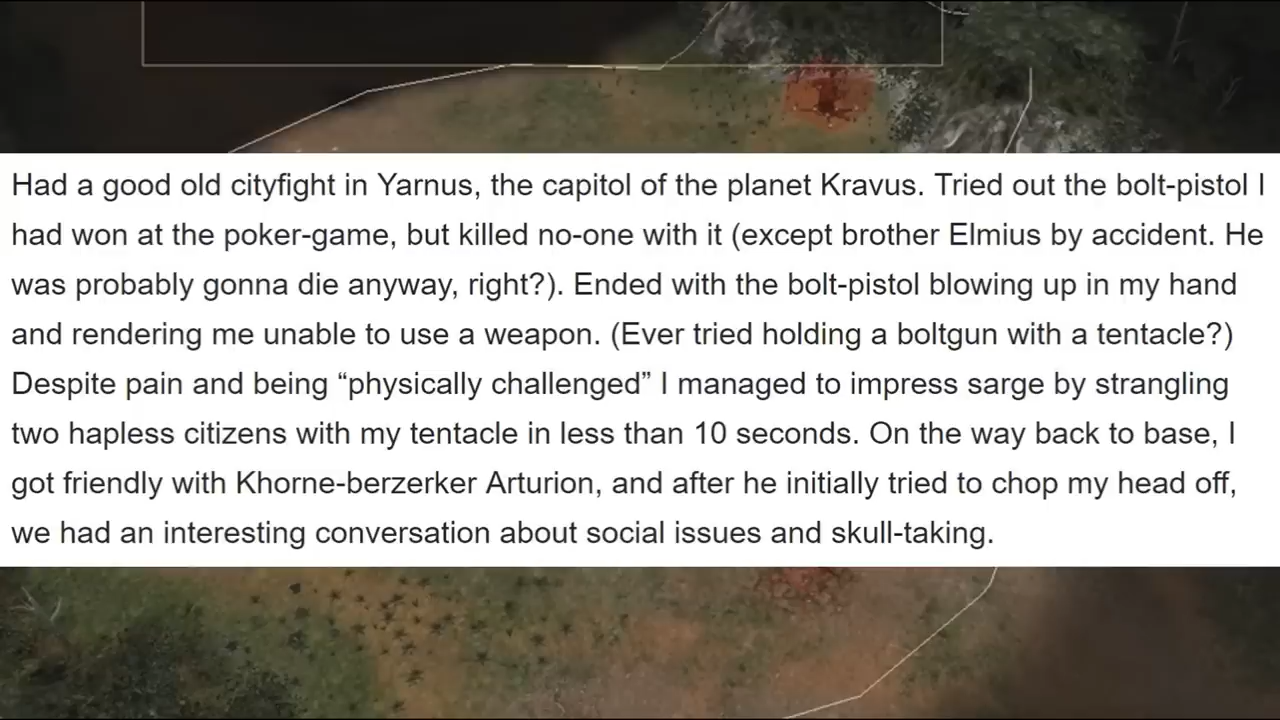 Had a good old cityfight in Yarnus, the capitol of the planet Kravus. Tried out the bolt-pistol I
had won at the poker-game, but killed no-one with it (except brother Elmius by accident. He
was probably gonna die anyway, right?). Ended with the bolt-pistol blowing up in my hand
and rendering me unable to use a weapon. (Ever tried holding a boltgun with a tentacle?)
Despite pain and being “physically challenged” I managed to impress sarge by strangling
two hapless citizens with my tentacle in less than 10 seconds. On the way back to base, I
got friendly with Khorne-berzerker Arturion, and after he initially tried to chop my head off,
we had an interesting conversation about social issues and skull-taking.